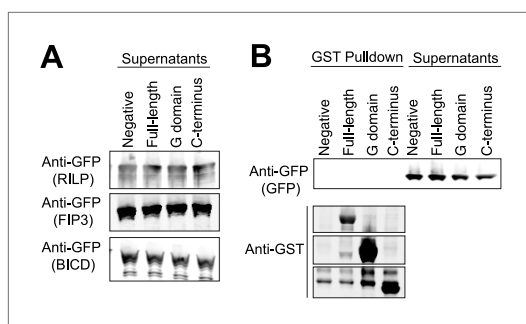 A
Supernatants
Negative
Full-length
G domain
C-terminus
Anti-GFP
(RILP)
Anti-GFP
(FIP3)
Anti-GFP
(BICD)
B
GST Pulldown
Supernatants
Negative
Full-length
G domain
C-terminus
Negative
Full-length
G domain
C-terminus
Anti-GFP
(GFP)
Anti-GST